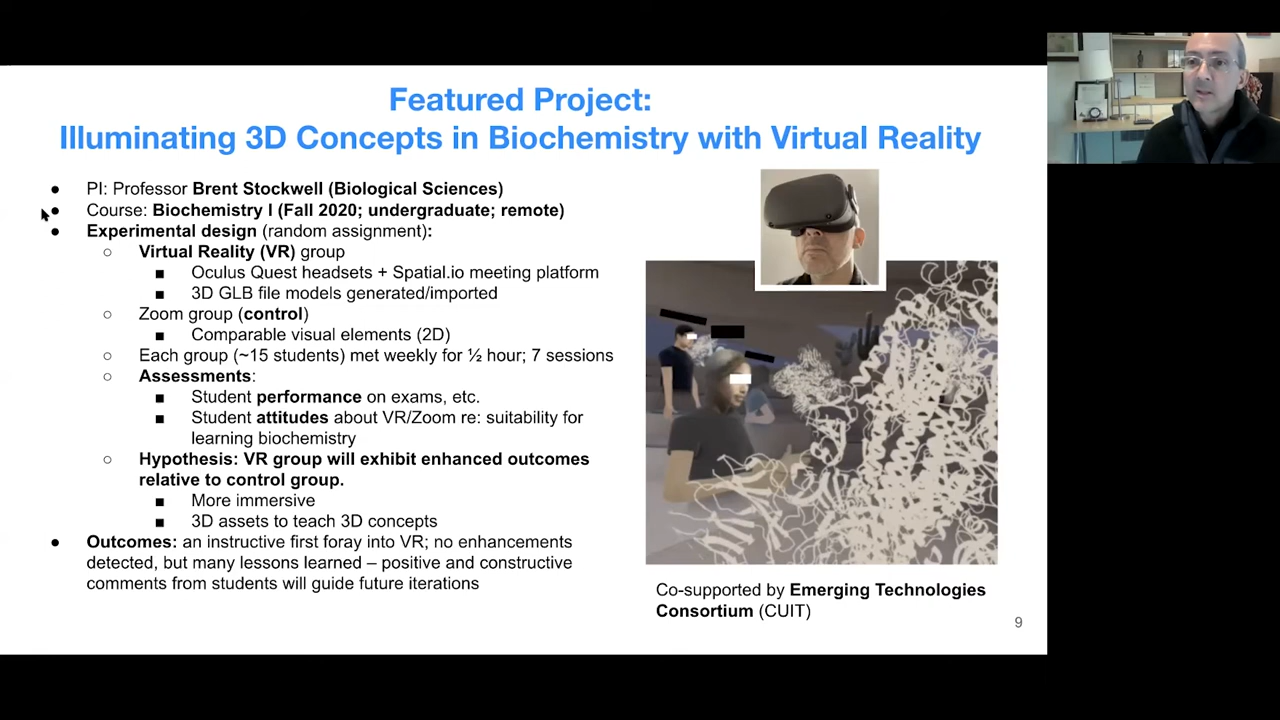 Featured Project:
Illuminating 3D Concepts in Biochemistry with Virtual Reality
● PI: Professor Brent Stockwell (Biological Sciences)
● Course: Biochemistry I (Fall 2020; undergraduate; remote)
● Experimental design (random assignment):
○ Virtual Reality (VR) group
■ Oculus Quest headsets + Spatial.io meeting platform
■ 3D GLB file models generated/imported
○ Zoom group (control)
■ Comparable visual elements (2D)
○ Each group (~15 students) met weekly for ½ hour; 7 sessions
○ Assessments:
■ Student performance on exams, etc.
■ Student attitudes about VR/Zoom re: suitability for
learning biochemistry
○ Hypothesis: VR group will exhibit enhanced outcomes
relative to control group.
■ More immersive
■ 3D assets to teach 3D concepts
● Outcomes: an instructive first foray into VR; no enhancements
detected, but many lessons learned – positive and constructive
comments from students will guide future iterations
Co-supported by Emerging Technologies
Consortium (CUIT)
9